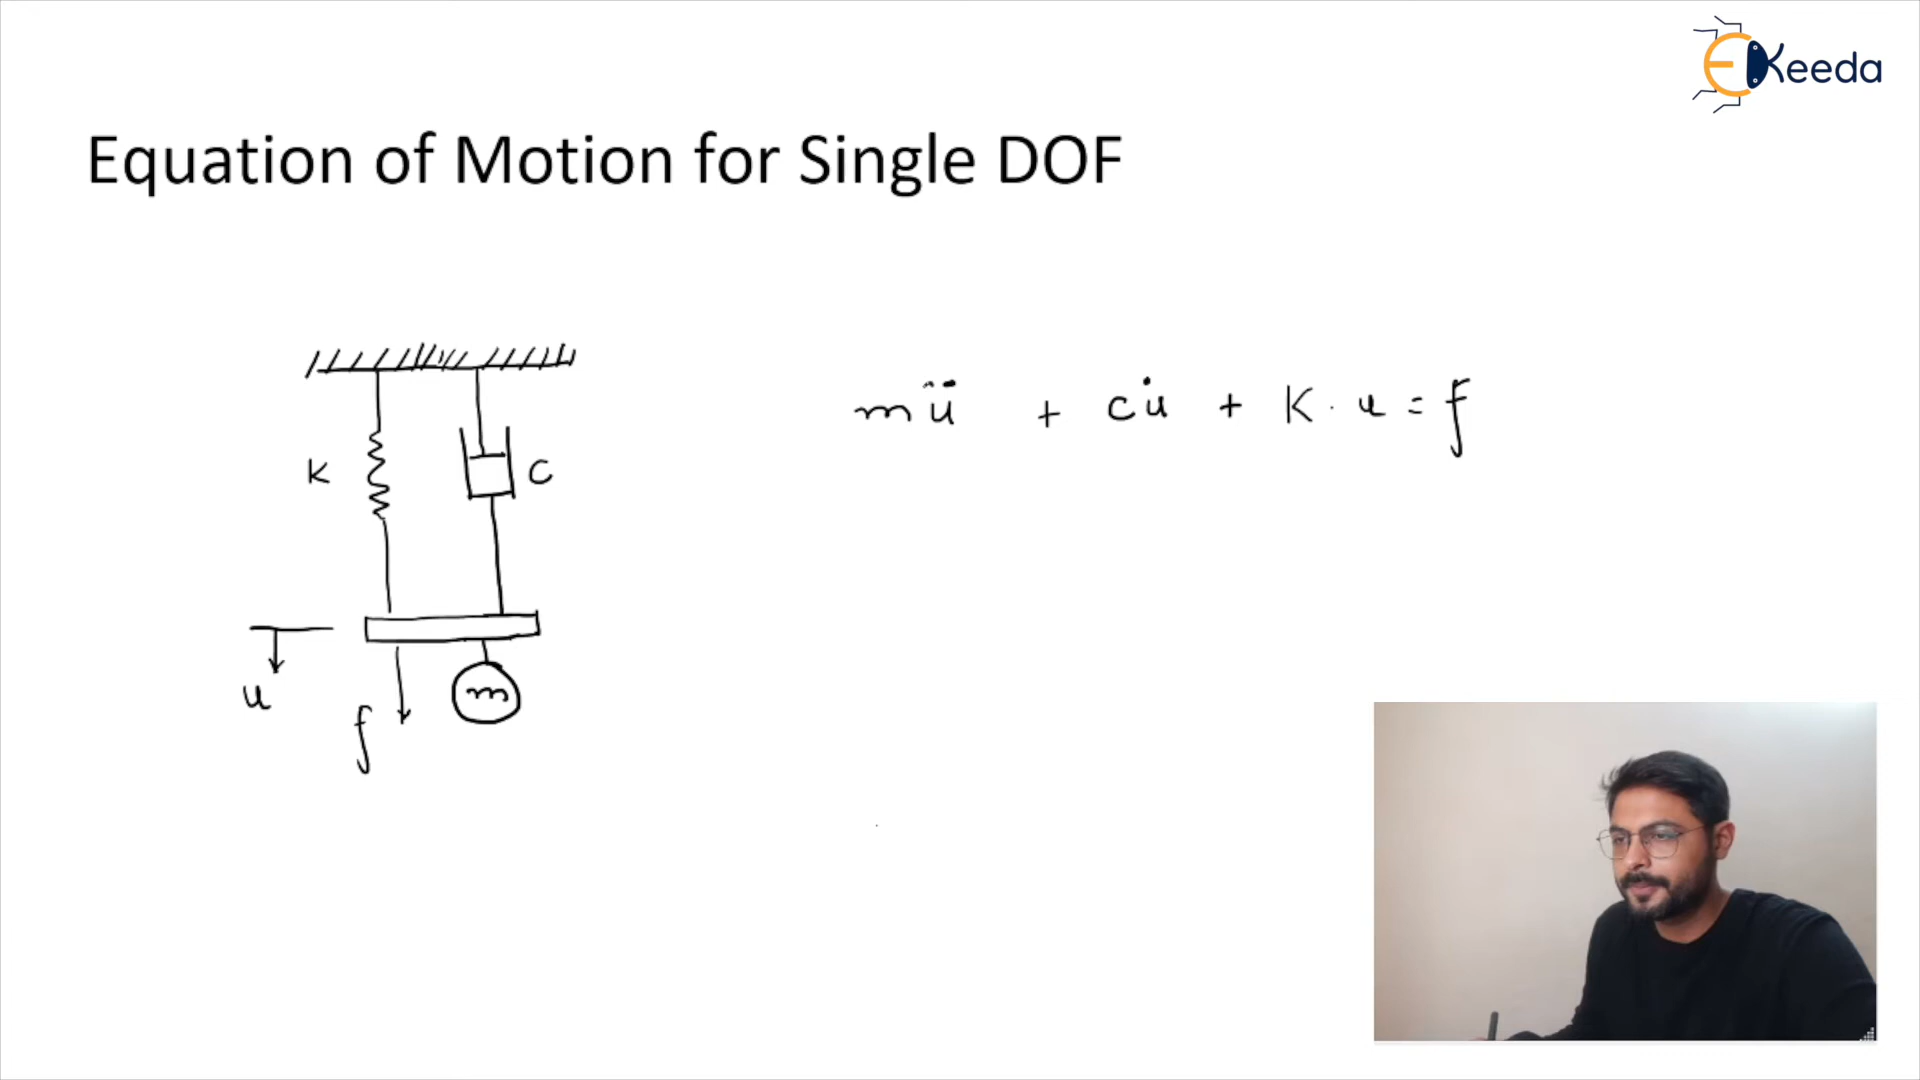 EKeeda
Equation of Motion for Single DOF
mü + cu̇ + K · u = f
K
C
u
f
m